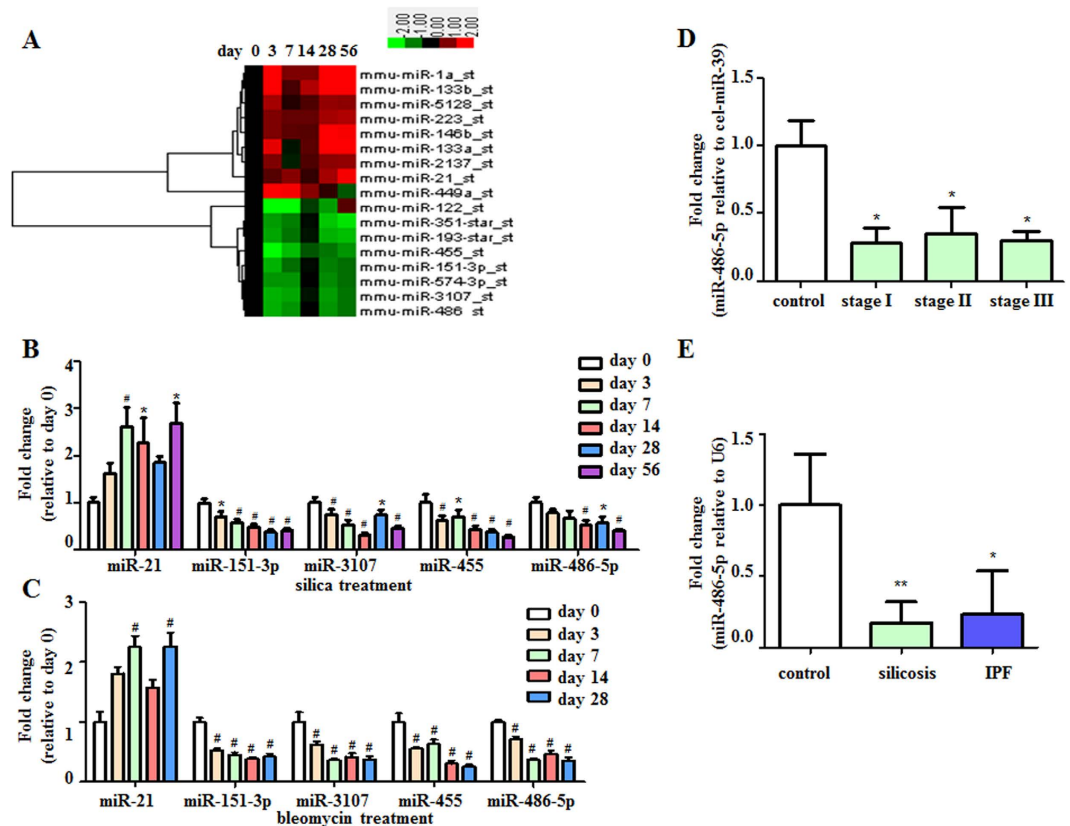 A
2.00 1.00 0.00 1.00 2.00
day 0 3 7 14 28 56
mmu-miR-1a_st
mmu-miR-133b_st
mmu-miR-5128_st
mmu-miR-223_st
mmu-miR-146b_st
mmu-miR-133a_st
mmu-miR-2137_st
mmu-miR-21_st
mmu-miR-449a_st
mmu-miR-122_st
mmu-miR-351-star_st
mmu-miR-193-star_st
mmu-miR-455_st
mmu-miR-151-3p_st
mmu-miR-574-3p_st
mmu-miR-3107_st
mmu-miR-486_st
B
Fold change
(relative to day 0)
4
3
2
1
0
# *
*
* # # # #
# # # * #
# * # # #
# * #
day 0
day 3
day 7
day 14
day 28
day 56
miR-21 miR-151-3p miR-3107 miR-455 miR-486-5p
silica treatment
C
Fold change
(relative to day 0)
3
2
1
0
# #
# # # #
# # # #
# # # #
# # # #
day 0
day 3
day 7
day 14
day 28
miR-21 miR-151-3p miR-3107 miR-455 miR-486-5p
bleomycin treatment
D
Fold change
(miR-486-5p relative to cel-miR-39)
1.5
1.0
0.5
0.0
* * *
control stage I stage II stage III
E
Fold change
(miR-486-5p relative to U6)
1.5
1.0
0.5
0.0
** *
control silicosis IPF